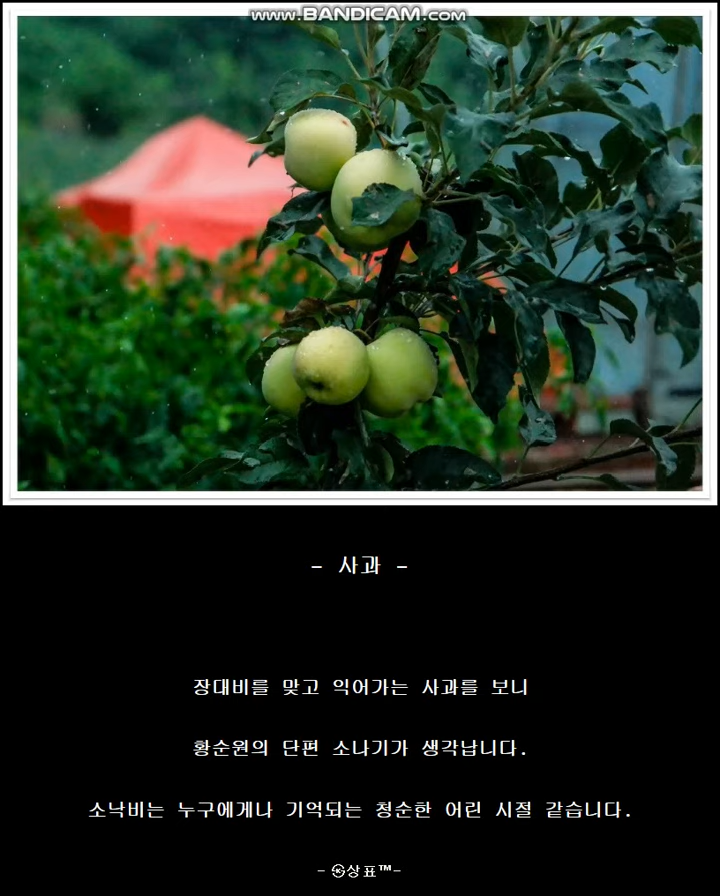 www.BANDICAM.com
- 사과 -
장대비를 맞고 익어가는 사과를 보니
황순원의 단편 소나기가 생각납니다.
소낙비는 누구에게나 기억되는 청순한 어린 시절 같습니다.
- ㉿상표™-